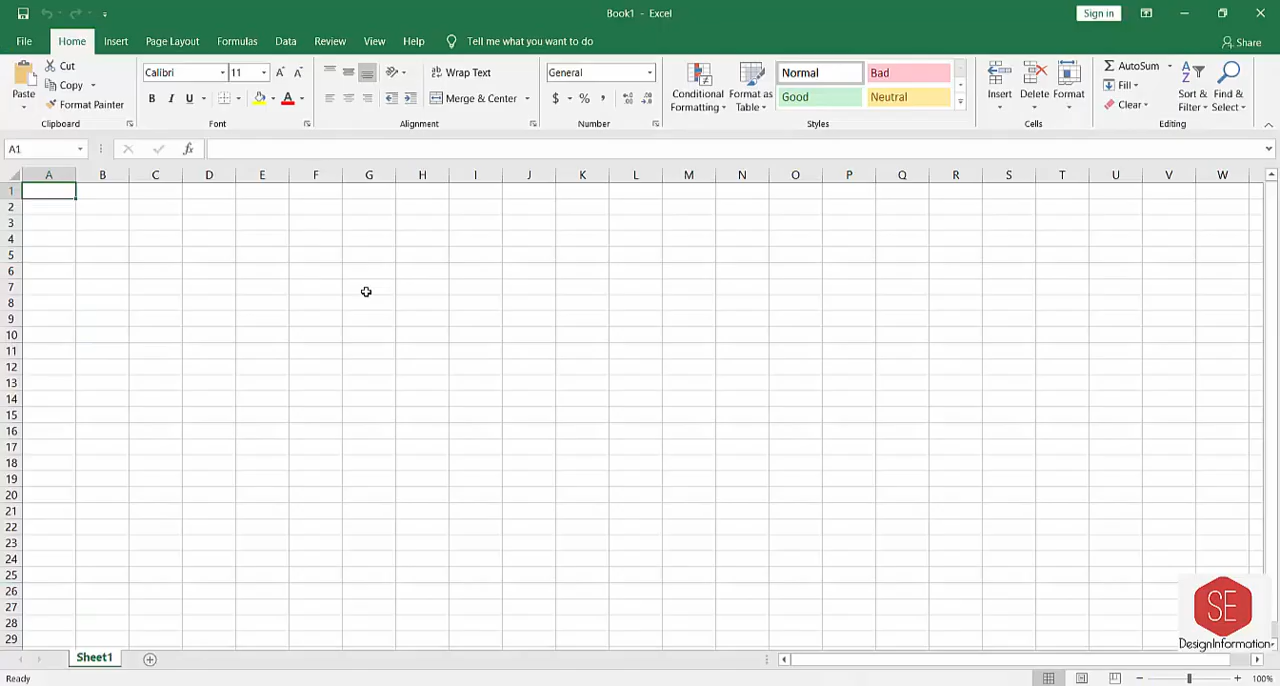 Book1 - Excel
Sign in
File Home Insert Page Layout Formulas Data Review View Help Tell me what you want to do Share
Paste
Cut
Copy
Format Painter
Clipboard
Calibri 11
B I U
Font
Wrap Text
Merge & Center
Alignment
General
$ % ,
Number
Conditional Formatting
Format as Table
Normal Bad
Good Neutral
Styles
Insert Delete Format
Cells
AutoSum
Fill
Clear
Sort & Filter
Find & Select
Editing
A1 fx
A B C D E F G H I J K L M N O P Q R S T U V W
1
2
3
4
5
6
7
8
9
10
11
12
13
14
15
16
17
18
19
20
21
22
23
24
25
26
27
28
29
SE
DesignInformation
Sheet1
Ready
100%